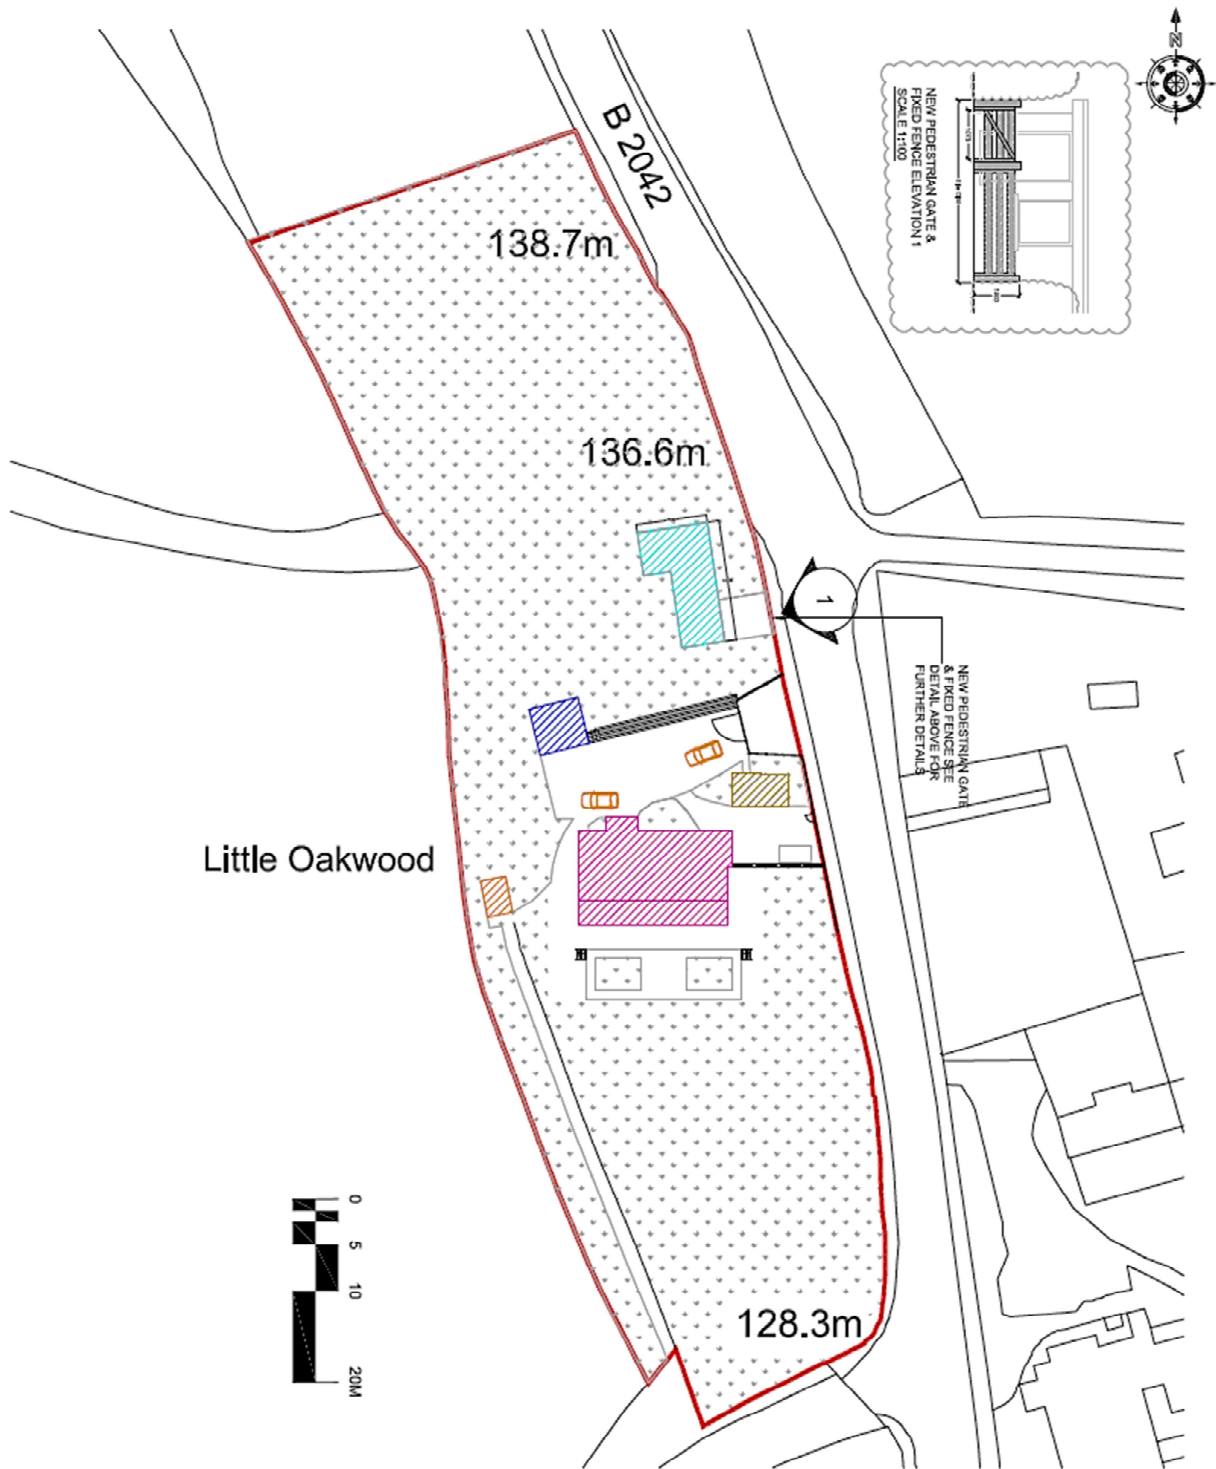 N
NEW PEDESTRIAN GATE &
FIXED FENCE ELEVATION 1
SCALE 1:100
B 2042
138.7m
136.6m
1
NEW PEDESTRIAN GATE
& FIXED FENCE SEE
DETAIL ABOVE FOR
FURTHER DETAILS
Little Oakwood
0
5
10
20M
128.3m